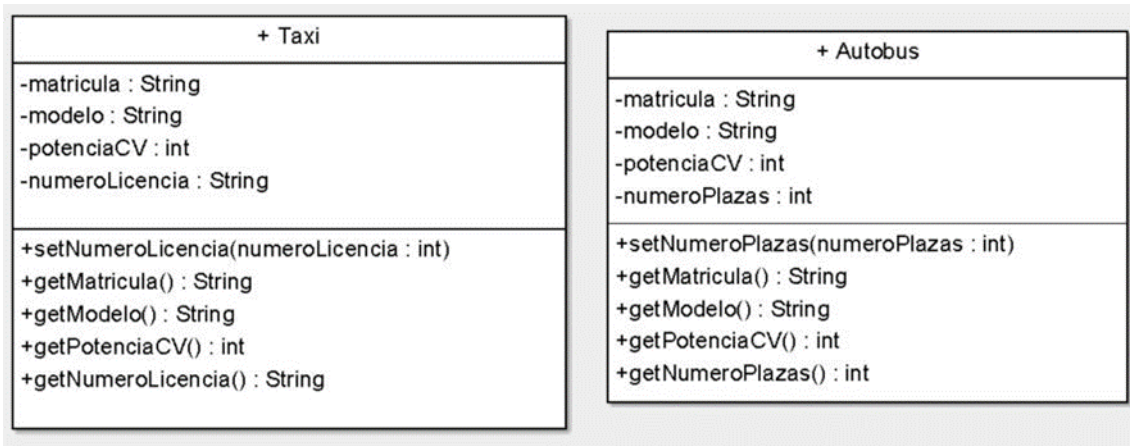 + Taxi
-matricula : String
-modelo : String
-potenciaCV : int
-numeroLicencia : String
+setNumeroLicencia(numeroLicencia : int)
+getMatricula() : String
+getModelo() : String
+getPotenciaCV() : int
+getNumeroLicencia() : String
+ Autobus
-matricula : String
-modelo : String
-potenciaCV : int
-numeroPlazas : int
+setNumeroPlazas(numeroPlazas : int)
+getMatricula() : String
+getModelo() : String
+getPotenciaCV() : int
+getNumeroPlazas() : int